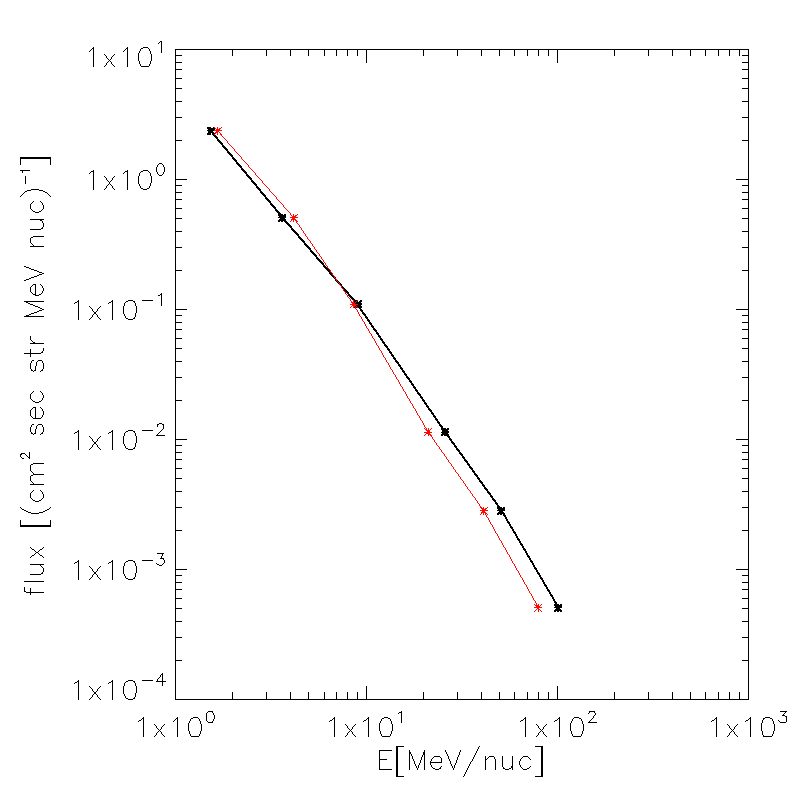 flux [(cm² sec str MeV nuc)⁻¹]
1x10¹
1x10⁰
1x10⁻¹
1x10⁻²
1x10⁻³
1x10⁻⁴
1x10⁰ 1x10¹ 1x10² 1x10³
E[MeV/nuc]